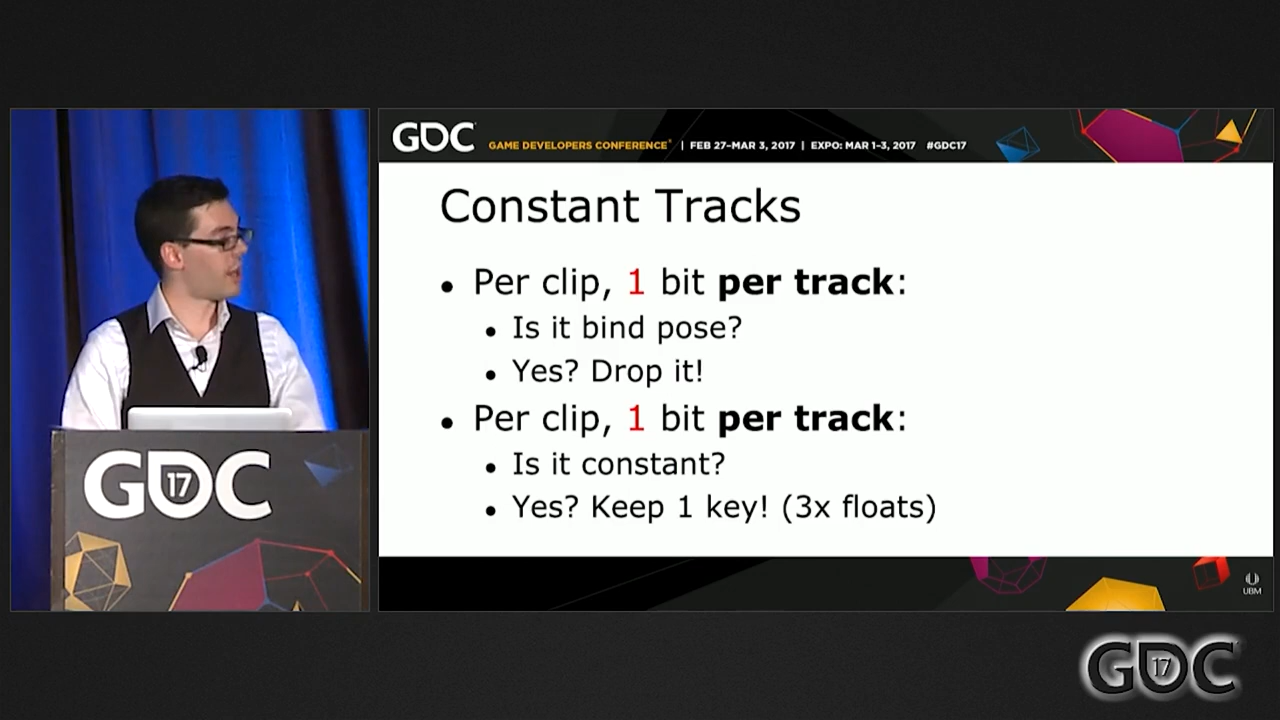 GDC GAME DEVELOPERS CONFERENCE® | FEB 27–MAR 3, 2017 | EXPO: MAR 1–3, 2017 #GDC17
Constant Tracks
• Per clip, 1 bit per track:
• Is it bind pose?
• Yes? Drop it!
• Per clip, 1 bit per track:
• Is it constant?
• Yes? Keep 1 key! (3x floats)
UBM
GDC 17
GDC 17